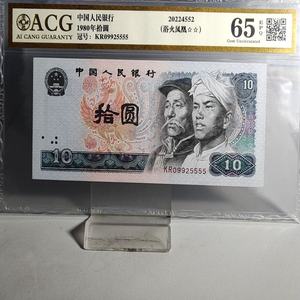 ACG
AI CANG GUARANTY
中国人民银行
1980年拾圆
冠号：KR09925555
20224552
(浴火凤凰☆☆)
65 EPQ
Gem Uncirculated
中国人民银行
10
拾圆
10
10
KR09925555